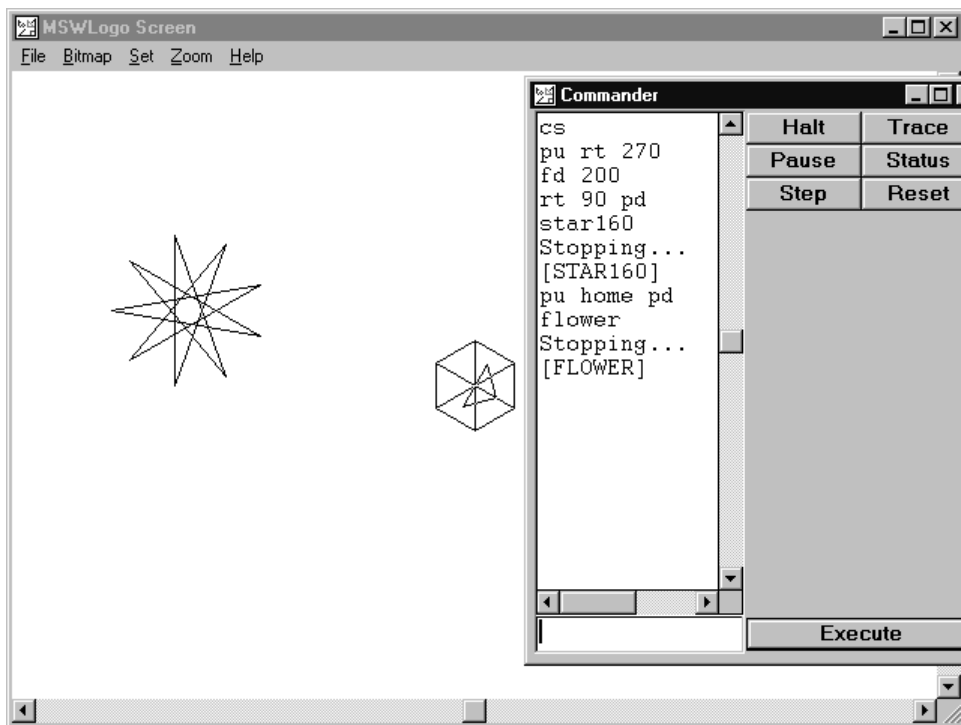 MSWLogo Screen
File Bitmap Set Zoom Help
Commander
cs
pu rt 270
fd 200
rt 90 pd
star160
Stopping...
[STAR160]
pu home pd
flower
Stopping...
[FLOWER]
Halt Trace
Pause Status
Step Reset
Execute